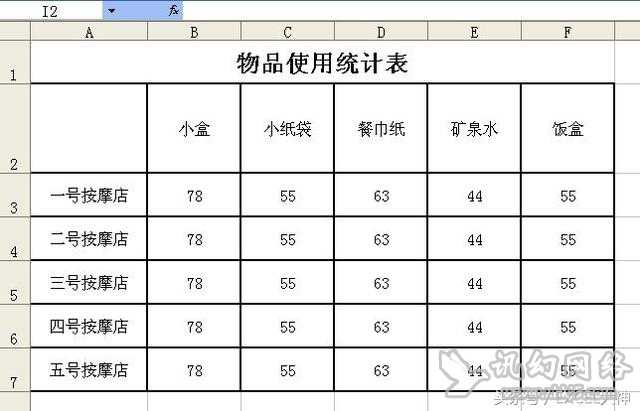 I2 fx
A B C D E F
1 物品使用统计表
2 小盒 小纸袋 餐巾纸 矿泉水 饭盒
3 一号按摩店 78 55 63 44 55
4 二号按摩店 78 55 63 44 55
5 三号按摩店 78 55 63 44 55
6 四号按摩店 78 55 63 44 55
7 五号按摩店 78 55 63 44 55
讯幻网络